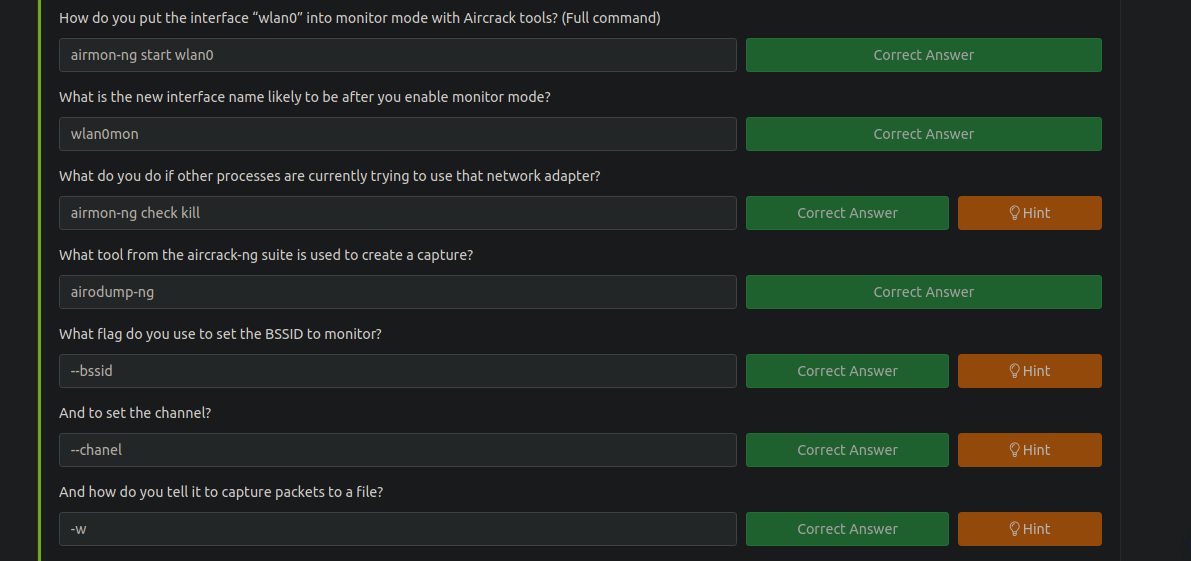 How do you put the interface “wlan0” into monitor mode with Aircrack tools? (Full command)
airmon-ng start wlan0
Correct Answer
What is the new interface name likely to be after you enable monitor mode?
wlan0mon
Correct Answer
What do you do if other processes are currently trying to use that network adapter?
airmon-ng check kill
Correct Answer
Hint
What tool from the aircrack-ng suite is used to create a capture?
airodump-ng
Correct Answer
What flag do you use to set the BSSID to monitor?
--bssid
Correct Answer
Hint
And to set the channel?
--chanel
Correct Answer
Hint
And how do you tell it to capture packets to a file?
-w
Correct Answer
Hint